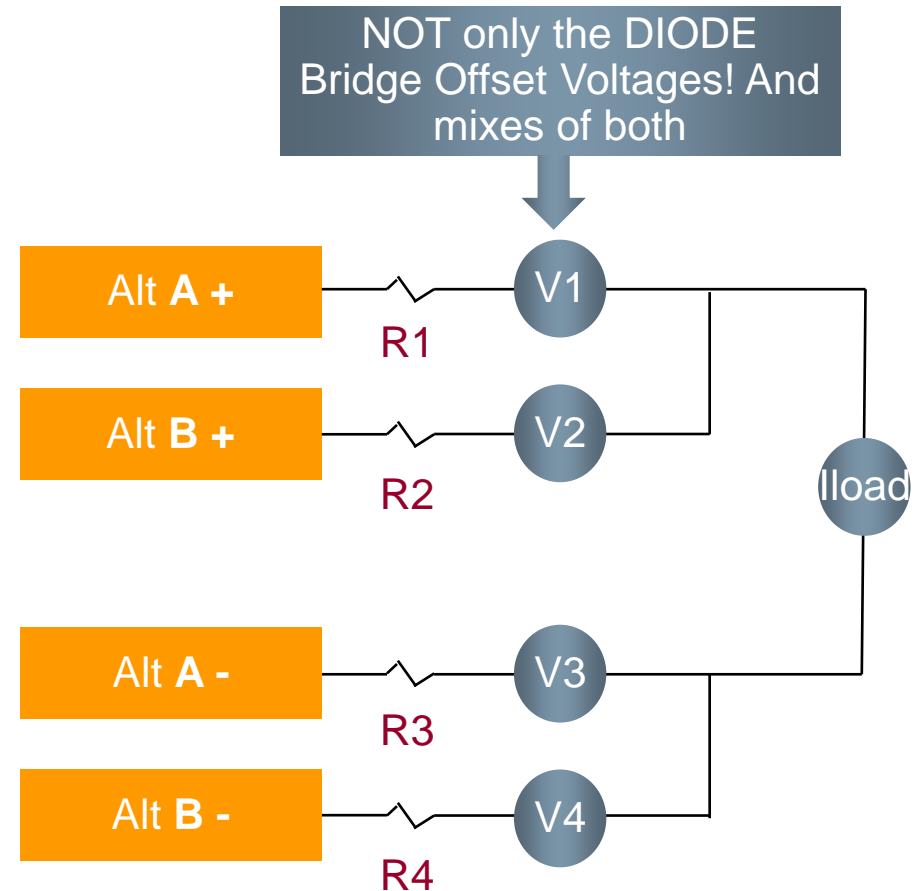 NOT only the DIODE
Bridge Offset Voltages! And
mixes of both
Alt A +
R1
V1
Alt B +
R2
V2
Iload
Alt A -
R3
V3
Alt B -
R4
V4